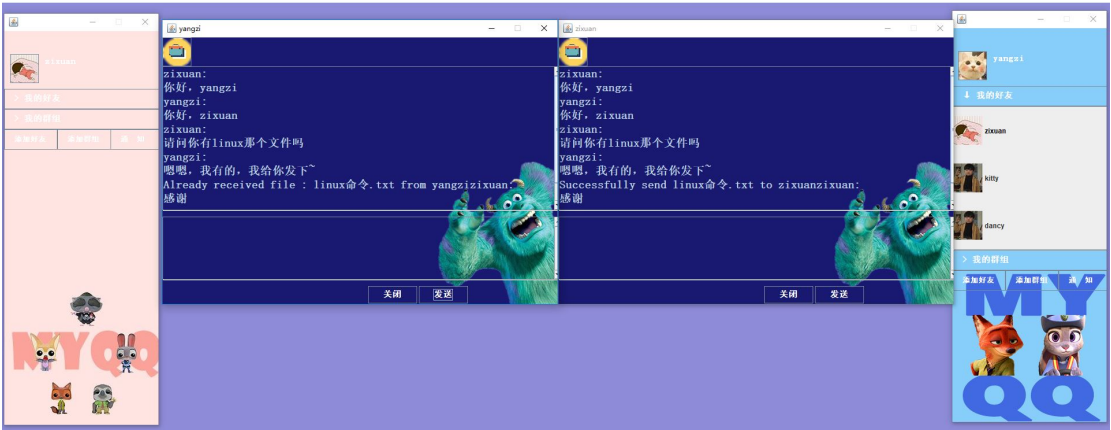 zixuan
> 我的好友
> 我的群组
添加好友 添加群组 通 知
MYQQ
yangzi
zixuan:
你好，yangzi
yangzi:
你好，zixuan
zixuan:
请问你有linux那个文件吗
yangzi:
嗯嗯，我有的，我给你发下~
Already received file : linux命令.txt from yangzizixuan:
感谢
关闭 发送
zixuan
zixuan:
你好，yangzi
yangzi:
你好，zixuan
zixuan:
请问你有linux那个文件吗
yangzi:
嗯嗯，我有的，我给你发下~
Successfully send linux命令.txt to zixuanzixuan:
感谢
关闭 发送
yangzi
↓ 我的好友
zixuan
kitty
dancy
> 我的群组
添加好友 添加群组 通 知
MY
QQ